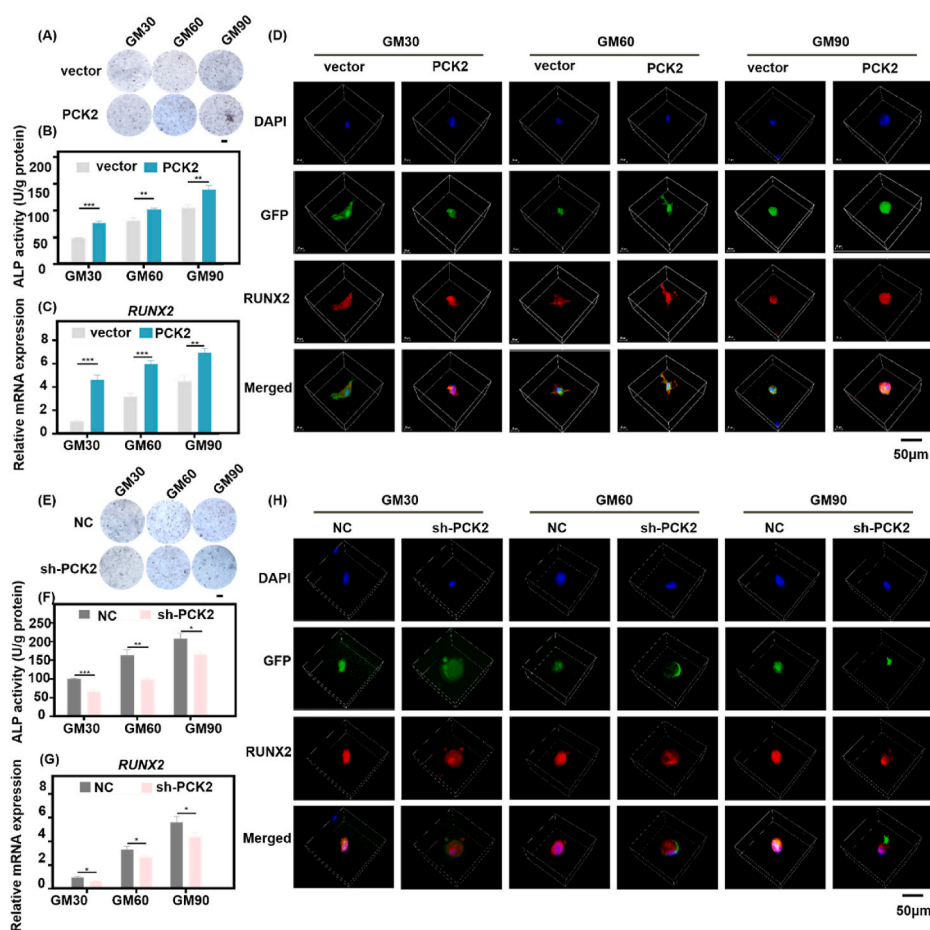 (A)
GM30 GM60 GM90
vector
PCK2
(B)
ALP activity (U/g protein)
vector PCK2
200
150
100
50
0
*** ** **
GM30 GM60 GM90
(C)
RUNX2
Relative mRNA expression
vector PCK2
8
6
4
2
0
*** *** **
GM30 GM60 GM90
(D)
GM30 GM60 GM90
vector PCK2 vector PCK2 vector PCK2
DAPI
GFP
RUNX2
Merged
50μm
(E)
GM30 GM60 GM90
NC
sh-PCK2
(F)
ALP activity (U/g protein)
NC sh-PCK2
250
200
150
100
50
0
*** ** *
GM30 GM60 GM90
(G)
RUNX2
Relative mRNA expression
NC sh-PCK2
8
6
4
2
0
* * *
GM30 GM60 GM90
(H)
GM30 GM60 GM90
NC sh-PCK2 NC sh-PCK2 NC sh-PCK2
DAPI
GFP
RUNX2
Merged
50μm